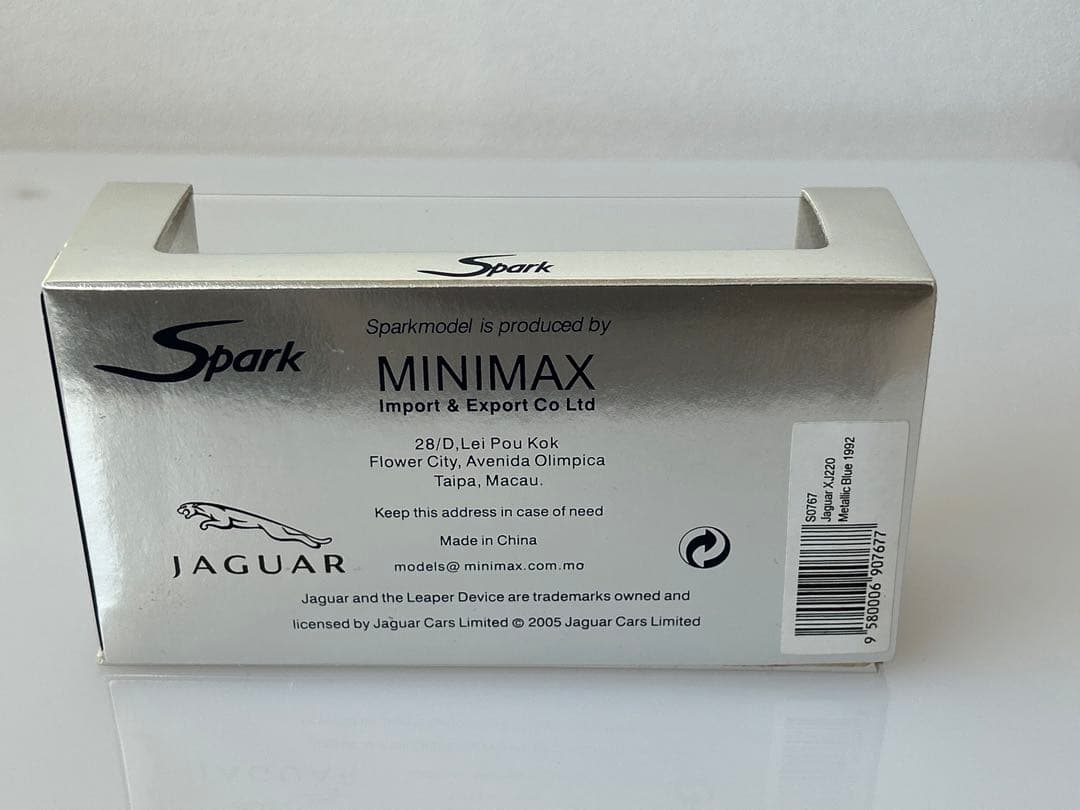 Spark
Spark
Sparkmodel is produced by
MINIMAX
Import & Export Co Ltd
28/D,Lei Pou Kok
Flower City, Avenida Olimpica
Taipa, Macau.
Keep this address in case of need
Made in China
models@ minimax.com.mo
JAGUAR
Jaguar and the Leaper Device are trademarks owned and
licensed by Jaguar Cars Limited © 2005 Jaguar Cars Limited
S0767
Jaguar XJ220
Metallic Blue 1992
9 580006 907677